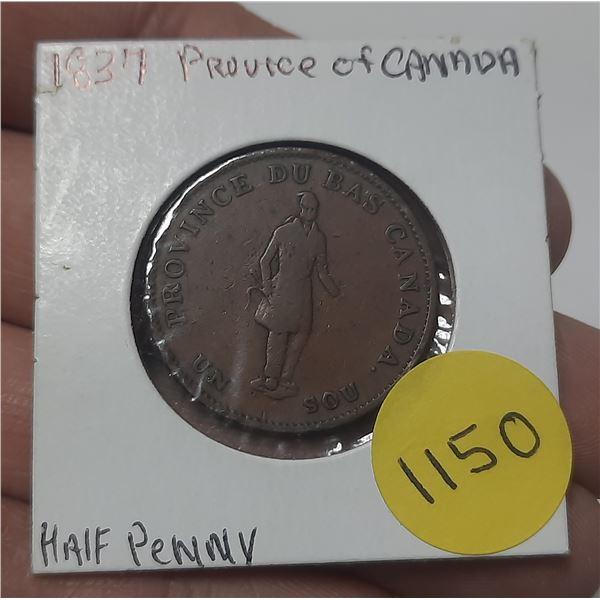 1837 Provice of CANADA
PROVINCE DU BAS CANADA.
UN SOU
1150
HAlF PeNNY